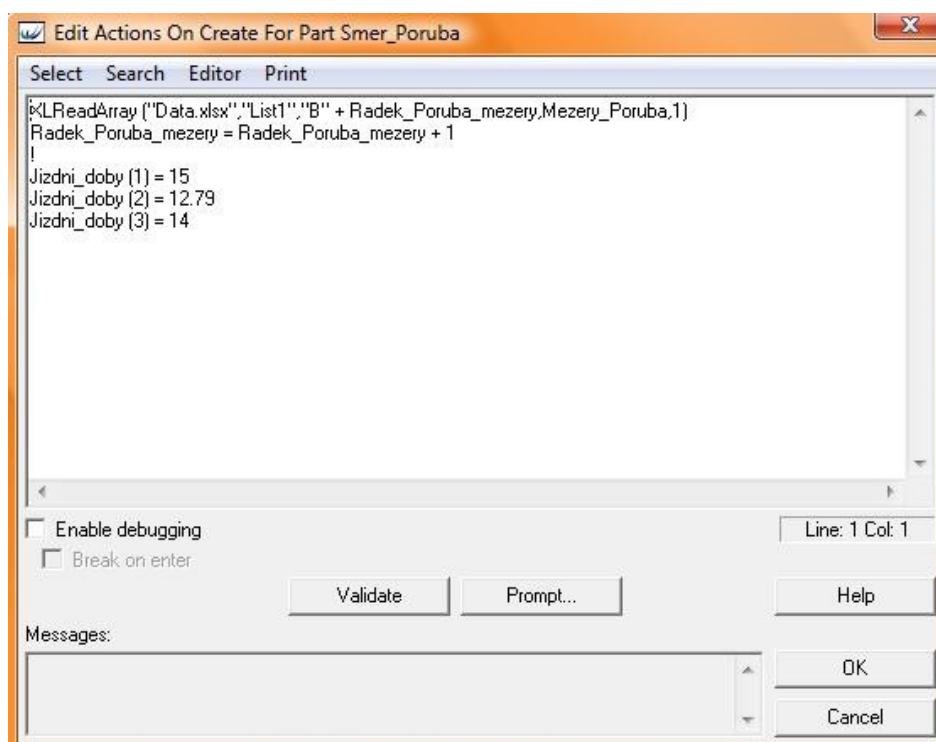 Edit Actions On Create For Part Smer_Poruba
Select Search Editor Print
XLReadArray ("Data.xlsx","List1","B" + Radek_Poruba_mezery,Mezery_Poruba,1)
Radek_Poruba_mezery = Radek_Poruba_mezery + 1
!
Jizdni_doby (1) = 15
Jizdni_doby (2) = 12.79
Jizdni_doby (3) = 14
Enable debugging
Line: 1 Col: 1
Break on enter
Validate
Prompt...
Help
Messages:
OK
Cancel